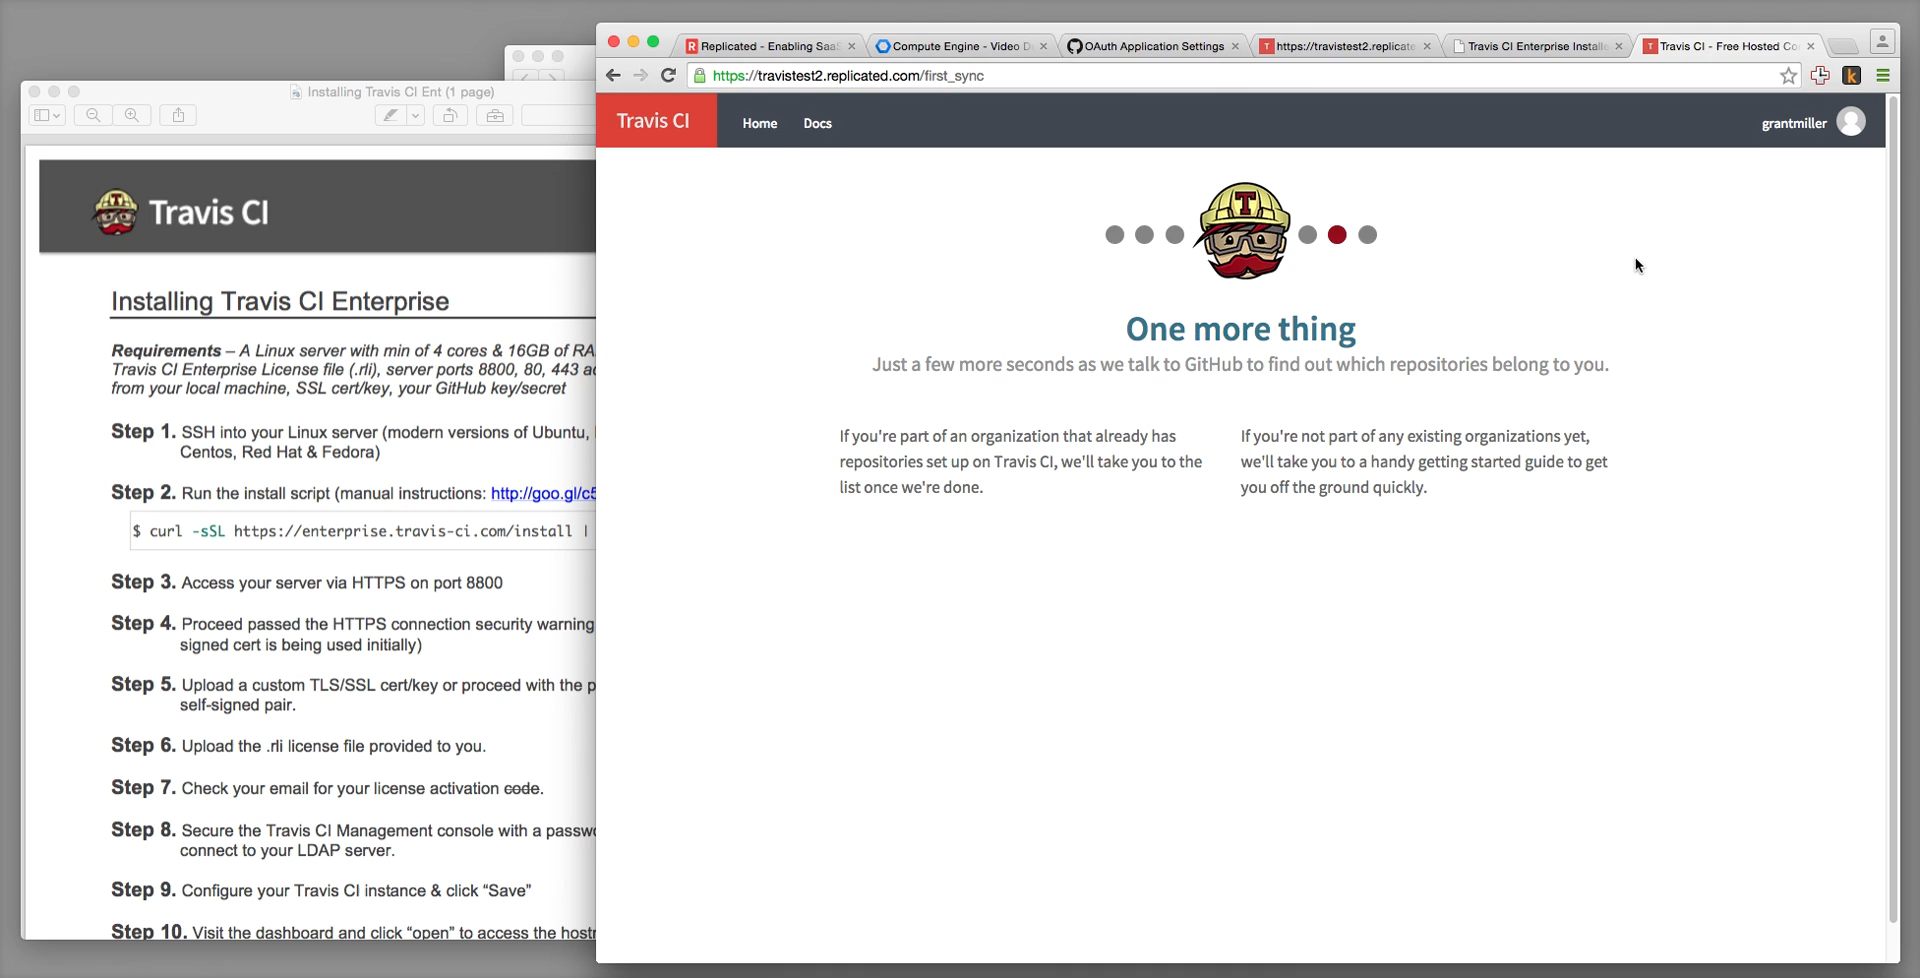 Installing Travis CI Ent (1 page)
Travis CI
Installing Travis CI Enterprise
Requirements – A Linux server with min of 4 cores & 16GB of
Travis CI Enterprise License file (.rli), server ports 8800, 80, 443
from your local machine, SSL cert/key, your GitHub key/secret
Step 1. SSH into your Linux server (modern versions of Ubuntu,
Centos, Red Hat & Fedora)
Step 2. Run the install script (manual instructions: http://goo.gl/c5
$ curl -sSL https://enterprise.travis-ci.com/install |
Step 3. Access your server via HTTPS on port 8800
Step 4. Proceed passed the HTTPS connection security warning
signed cert is being used initially)
Step 5. Upload a custom TLS/SSL cert/key or proceed with the p
self-signed pair.
Step 6. Upload the .rli license file provided to you.
Step 7. Check your email for your license activation code.
Step 8. Secure the Travis CI Management console with a passwo
connect to your LDAP server.
Step 9. Configure your Travis CI instance & click “Save”
Step 10. Visit the dashboard and click “open” to access the
Replicated - Enabling SaaS
Compute Engine - Video D
OAuth Application Settings
https://travistest2.replicate
Travis CI Enterprise Installe
Travis CI - Free Hosted Co
https://travistest2.replicated.com/first_sync
k
Travis CI
Home
Docs
grantmiller
T
One more thing
Just a few more seconds as we talk to GitHub to find out which repositories belong to you.
If you're part of an organization that already has
repositories set up on Travis CI, we'll take you to the
list once we're done.
If you're not part of any existing organizations yet,
we'll take you to a handy getting started guide to get
you off the ground quickly.